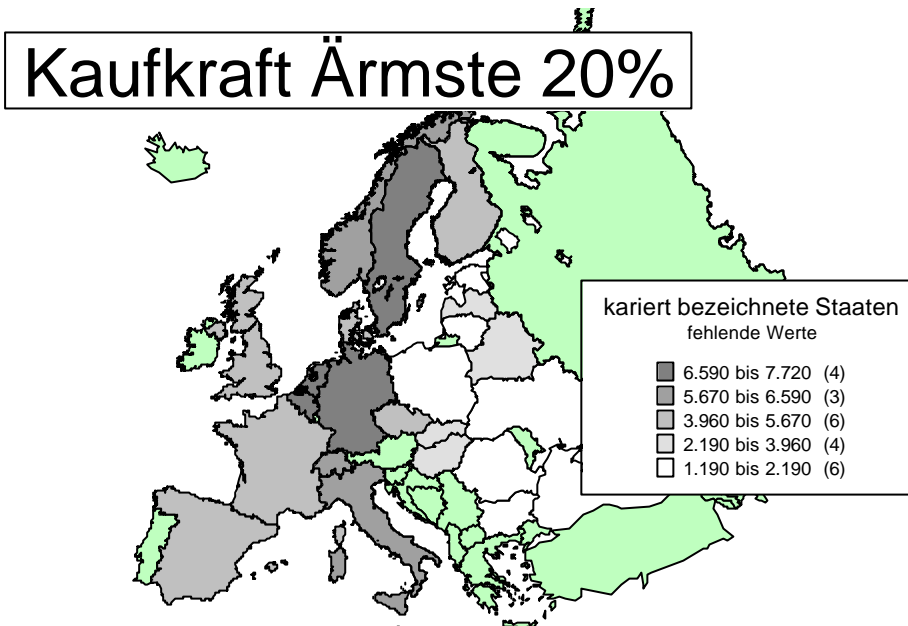 Kaufkraft Ärmste 20%
kariert bezeichnete Staaten
fehlende Werte
6.590 bis 7.720 (4)
5.670 bis 6.590 (3)
3.960 bis 5.670 (6)
2.190 bis 3.960 (4)
1.190 bis 2.190 (6)